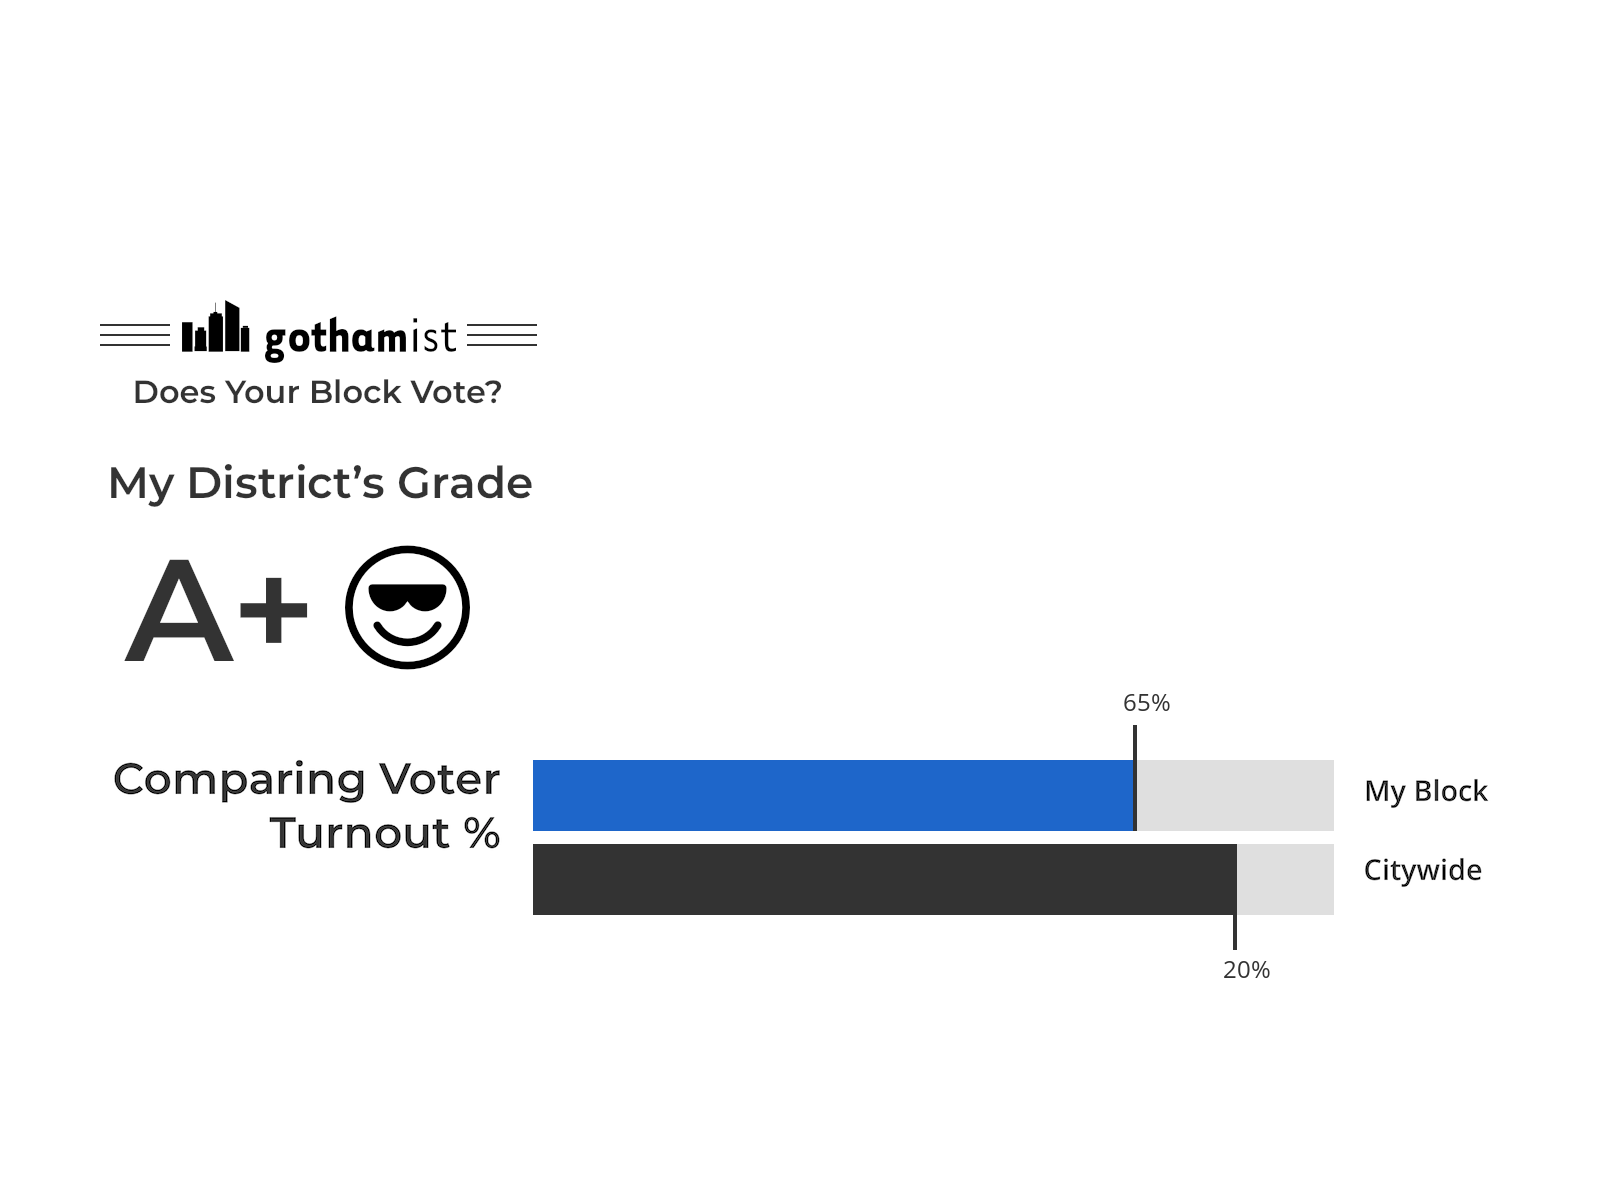 gothamist
Does Your Block Vote?
My District’s Grade
A+
65%
Comparing Voter
Turnout %
My Block
Citywide
20%